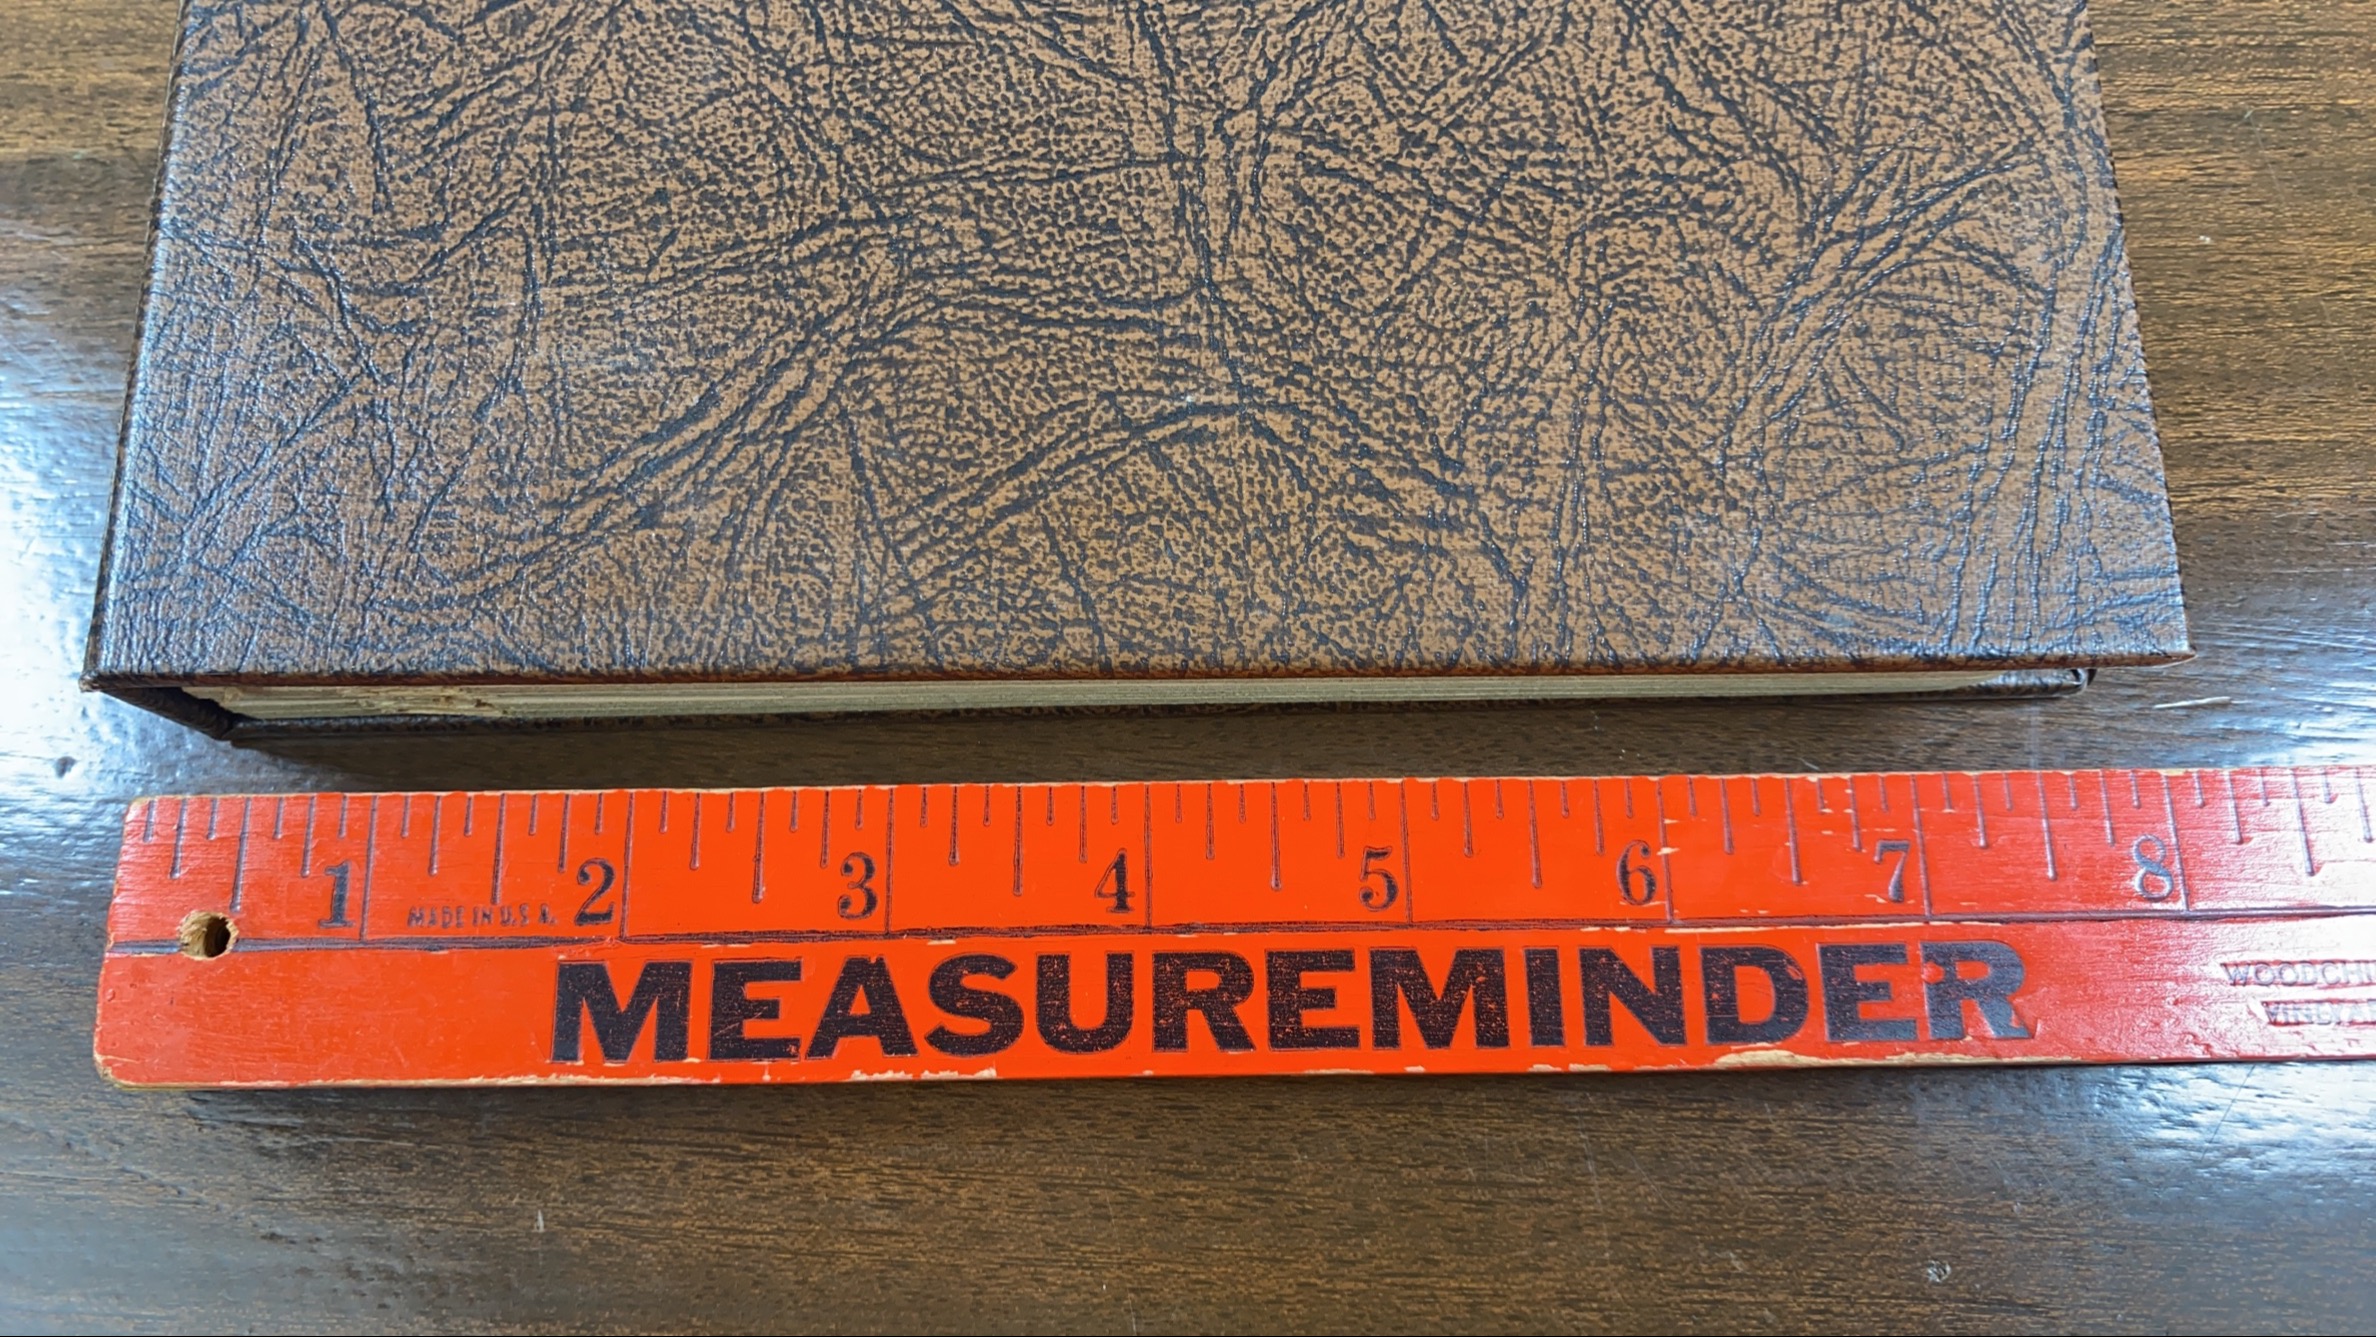 1 2 3 4 5 6 7 8
MADE IN U.S.A.
MEASUREMINDER